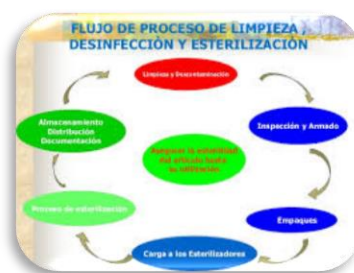 FLUJO DE PROCESO DE LIMPIEZA ,
DESINFECCIÓN Y ESTERILIZACIÓN
Limpieza y Descontaminación
Inspección y Armado
Empaques
Carga a los Esterilizadores
Proceso de esterilización
Almacenamiento
Distribución
Documentación
Asegurar la esterilidad
del artículo hasta
su utilización.